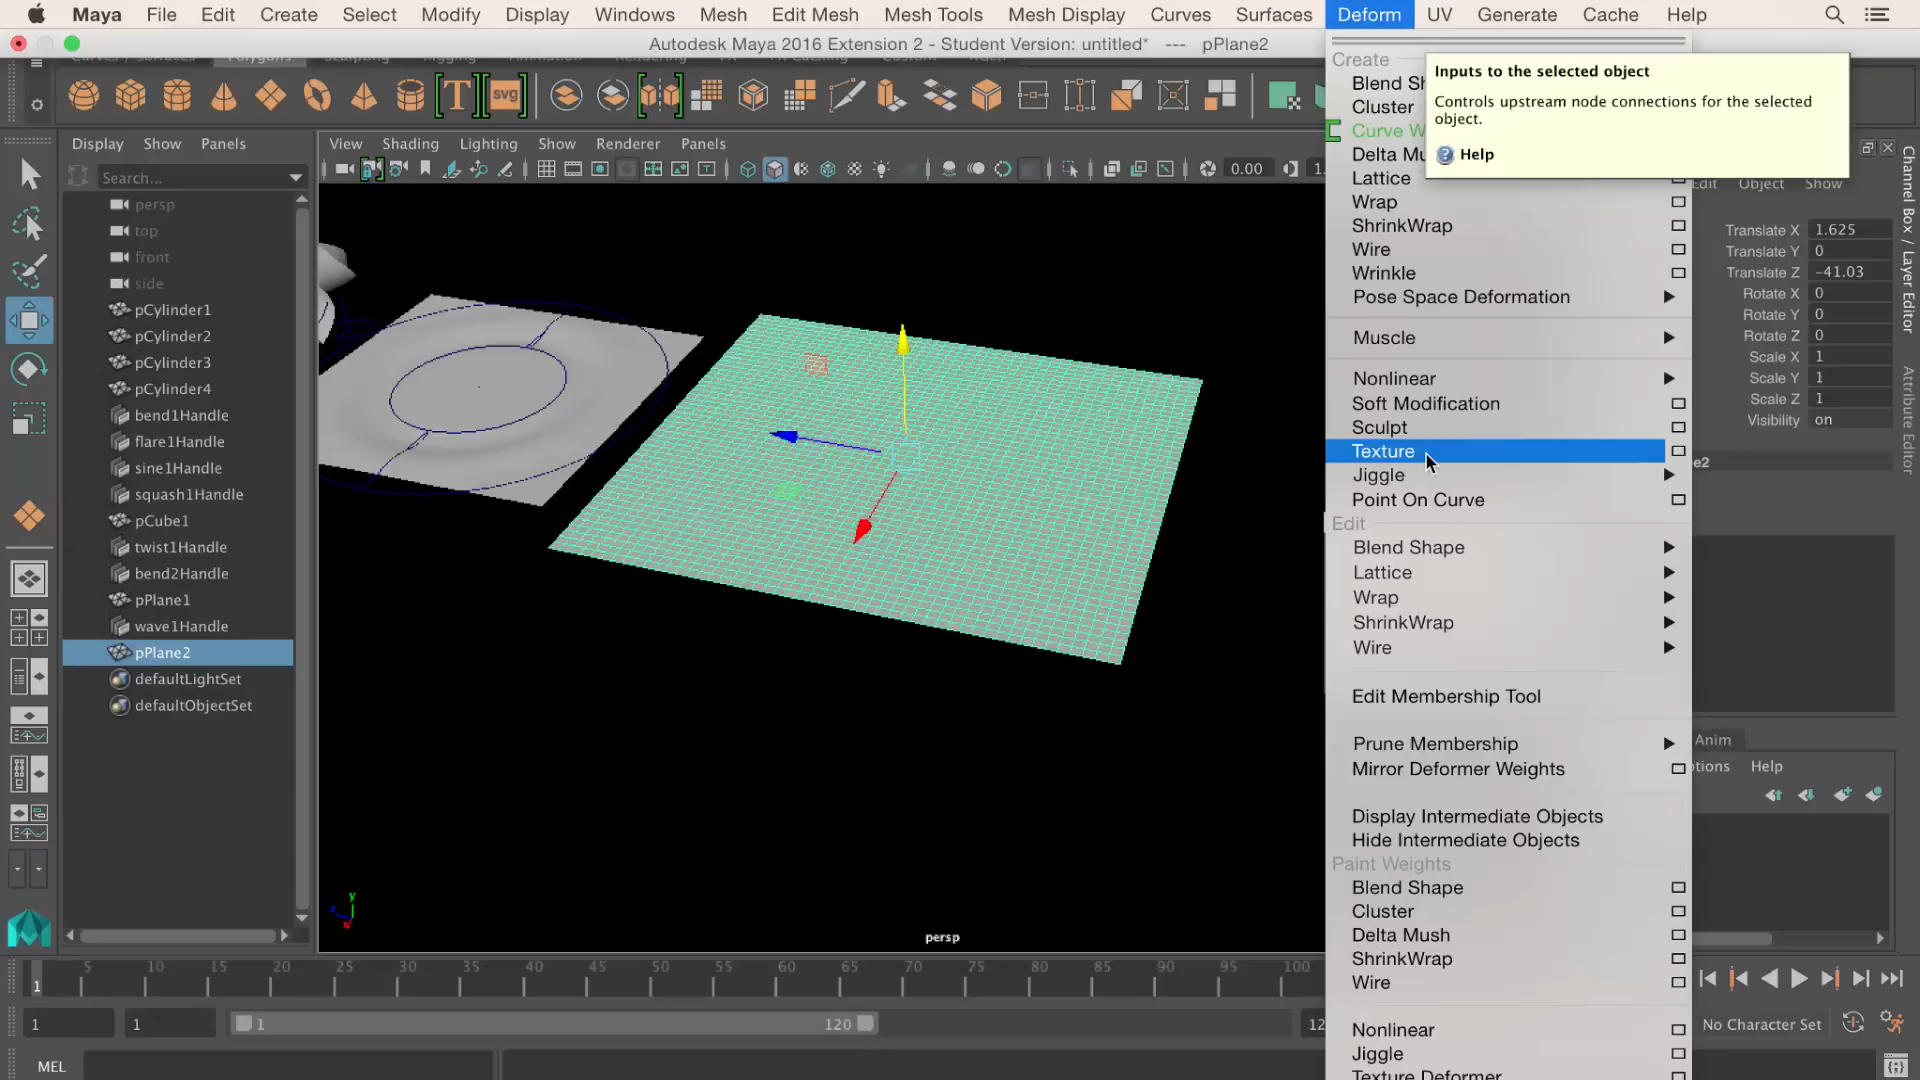 Maya File Edit Create Select Modify Display Windows Mesh Edit Mesh Mesh Tools Mesh Display Curves Surfaces Deform UV Generate Cache Help
Autodesk Maya 2016 Extension 2 - Student Version: untitled* --- pPlane2
T svg
Display Show Panels
Search...
persp
top
front
side
pCylinder1
pCylinder2
pCylinder3
pCylinder4
bend1Handle
flare1Handle
sine1Handle
squash1Handle
pCube1
twist1Handle
bend2Handle
pPlane1
wave1Handle
pPlane2
defaultLightSet
defaultObjectSet
View Shading Lighting Show Renderer Panels
0.00 1.
y
z
x
persp
Create
Blend Sh
Cluster
Curve W
Delta Mu
Lattice
Wrap
ShrinkWrap
Wire
Wrinkle
Pose Space Deformation
Muscle
Nonlinear
Soft Modification
Sculpt
Texture
Jiggle
Point On Curve
Edit
Blend Shape
Lattice
Wrap
ShrinkWrap
Wire
Edit Membership Tool
Prune Membership
Mirror Deformer Weights
Display Intermediate Objects
Hide Intermediate Objects
Paint Weights
Blend Shape
Cluster
Delta Mush
ShrinkWrap
Wire
Nonlinear
Jiggle
Texture Deformer
Inputs to the selected object
Controls upstream node connections for the selected
object.
Help
Edit Object Show
Translate X 1.625
Translate Y 0
Translate Z -41.03
Rotate X 0
Rotate Y 0
Rotate Z 0
Scale X 1
Scale Y 1
Scale Z 1
Visibility on
e2
Channel Box / Layer Editor
Attribute Editor
Anim
tions Help
1 5 10 15 20 25 30 35 40 45 50 55 60 65 70 75 80 85 90 95 100
1 1 1 120 12
No Character Set
MEL